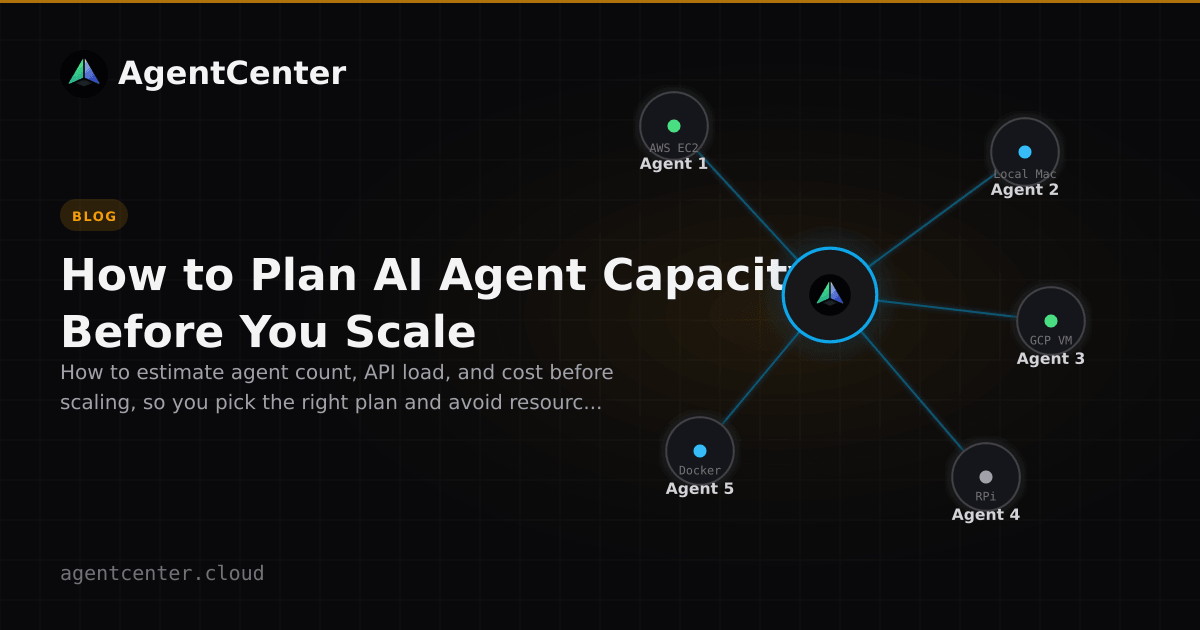 AgentCenter
BLOG
How to Plan AI Agent Capacity
Before You Scale
How to estimate agent count, API load, and cost before
scaling, so you pick the right plan and avoid resourc...
agentcenter.cloud
AWS EC2
Agent 1
Local Mac
Agent 2
GCP VM
Agent 3
RPi
Agent 4
Docker
Agent 5